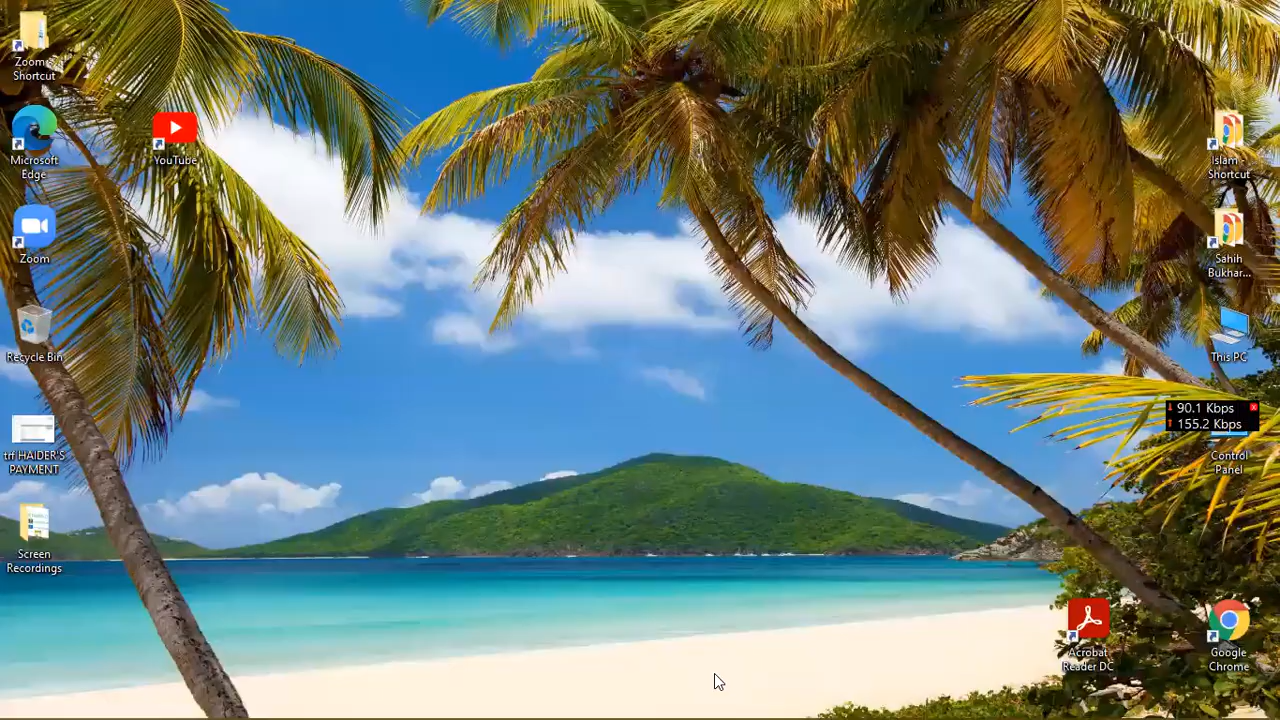 Zoom -
Shortcut
Microsoft
Edge
YouTube
Zoom
Recycle Bin
trf HAIDER'S
PAYMENT
Screen
Recordings
Islam -
Shortcut
Sahih
Bukhar...
This PC
90.1 Kbps
155.2 Kbps
Control
Panel
Acrobat
Reader DC
Google
Chrome